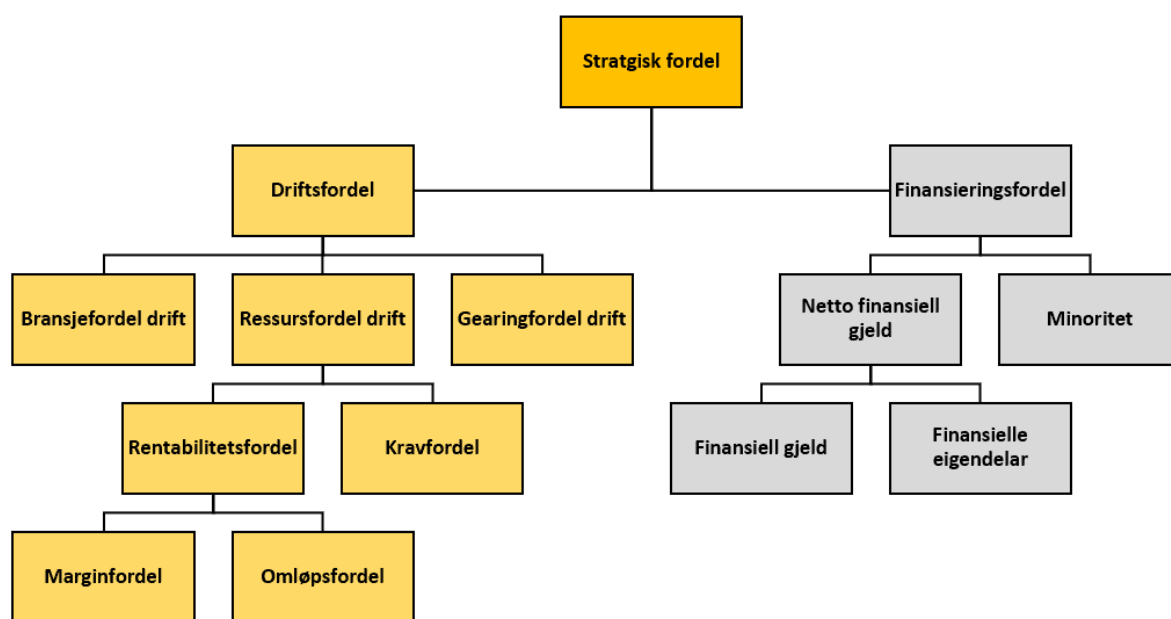 Stratgisk fordel
Driftsfordel
Finansieringsfordel
Bransjefordel drift
Ressursfordel drift
Gearingfordel drift
Netto finansiell
gjeld
Minoritet
Rentabilitetsfordel
Kravfordel
Finansiell gjeld
Finansielle
eigendelar
Marginfordel
Omløpsfordel